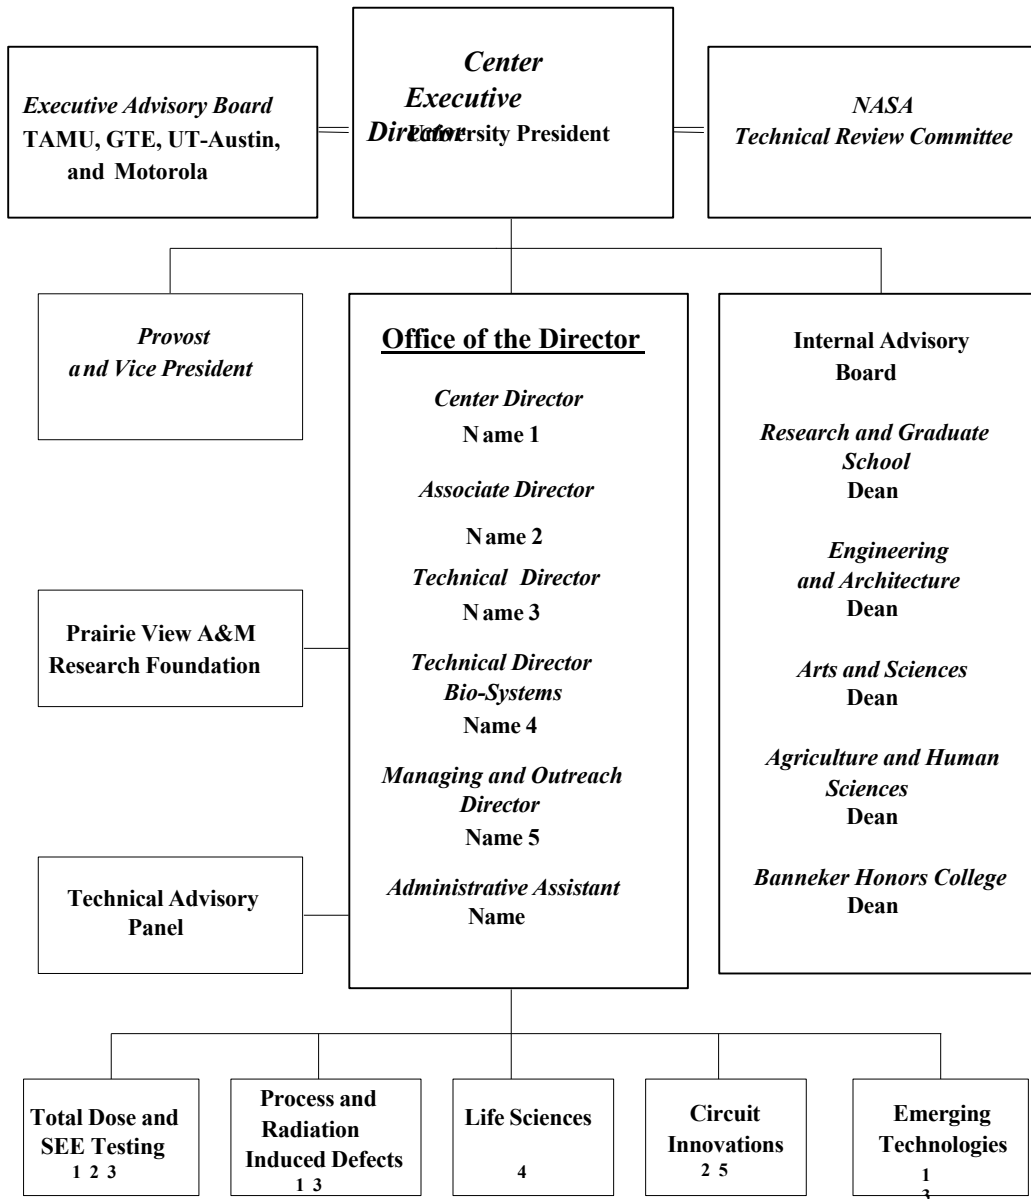 Executive Advisory Board
TAMU, GTE, UT-Austin,
and Motorola
Center
Executive
Director
University President
NASA
Technical Review Committee
Provost
and Vice President
Office of the Director
Center Director
Name 1
Associate Director
Name 2
Technical Director
Name 3
Technical Director
Bio-Systems
Name 4
Managing and Outreach
Director
Name 5
Administrative Assistant
Name
Internal Advisory
Board
Research and Graduate
School
Dean
Engineering
and Architecture
Dean
Arts and Sciences
Dean
Agriculture and Human
Sciences
Dean
Banneker Honors College
Dean
Prairie View A&M
Research Foundation
Technical Advisory
Panel
Total Dose and
SEE Testing
1 2 3
Process and
Radiation
Induced Defects
1 3
Life Sciences
4
Circuit
Innovations
2 5
Emerging
Technologies
1
3